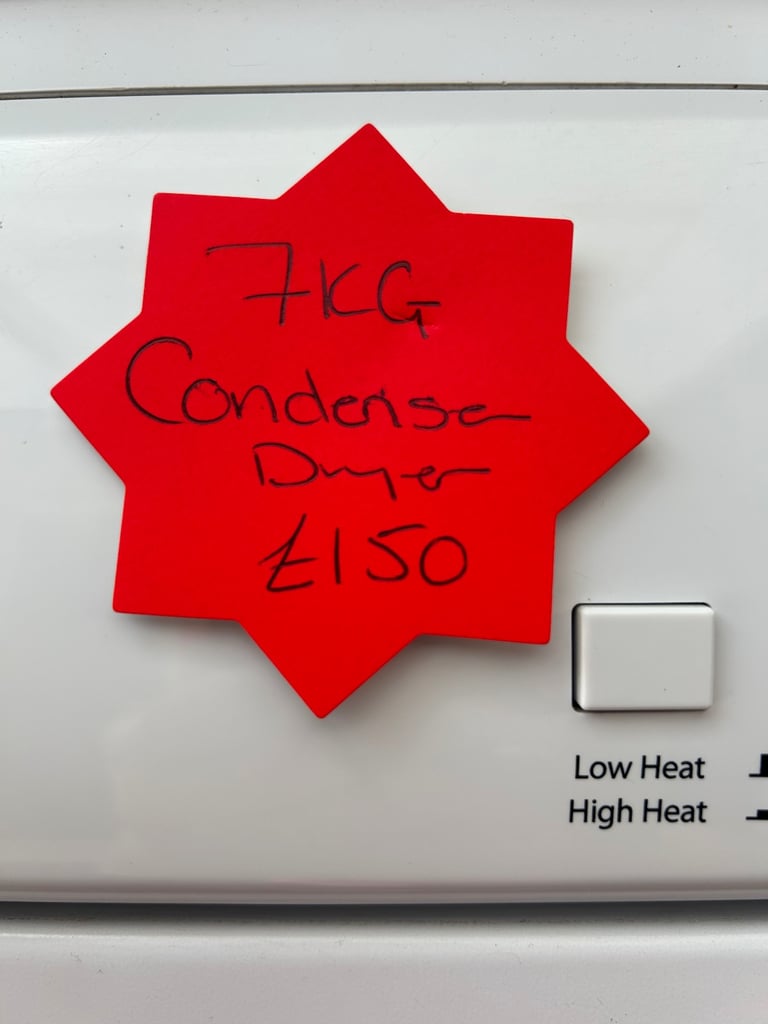 7KG
Condenser
Dryer
£150
Low Heat
High Heat